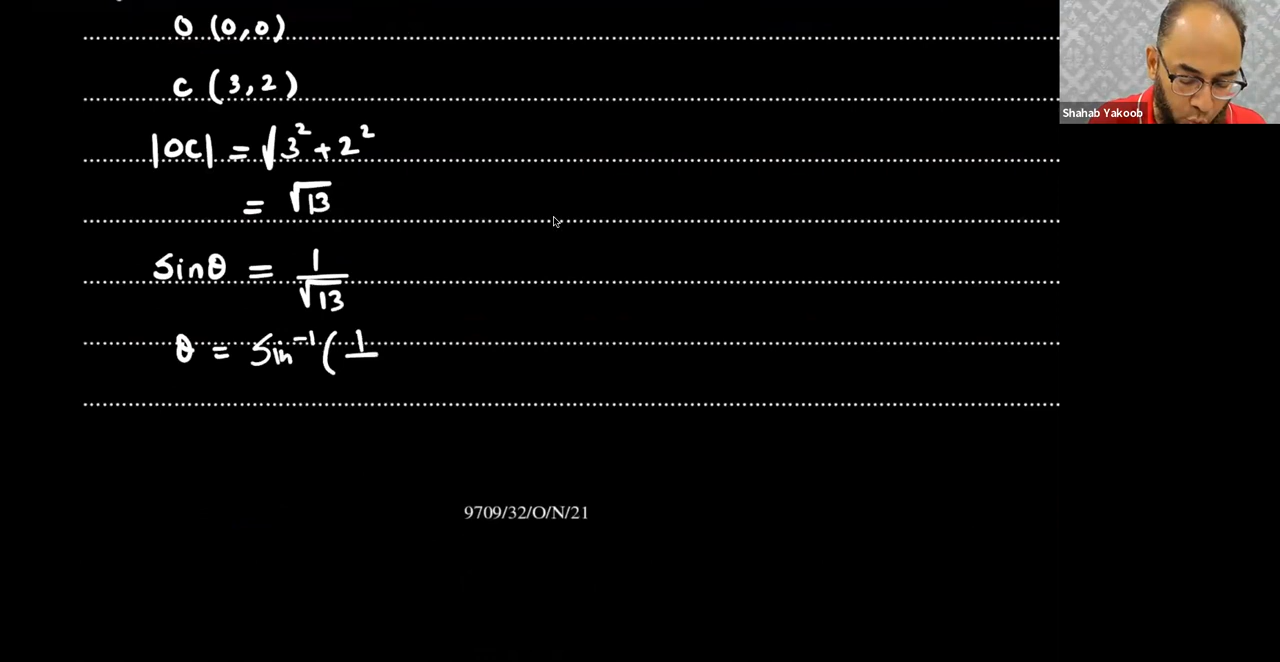 O (0,0)
C (3,2)
|OC| = √3² + 2²
= √13
Sinθ = 1/√13
θ = Sin⁻¹( 1
9709/32/O/N/21
Shahab Yakoob